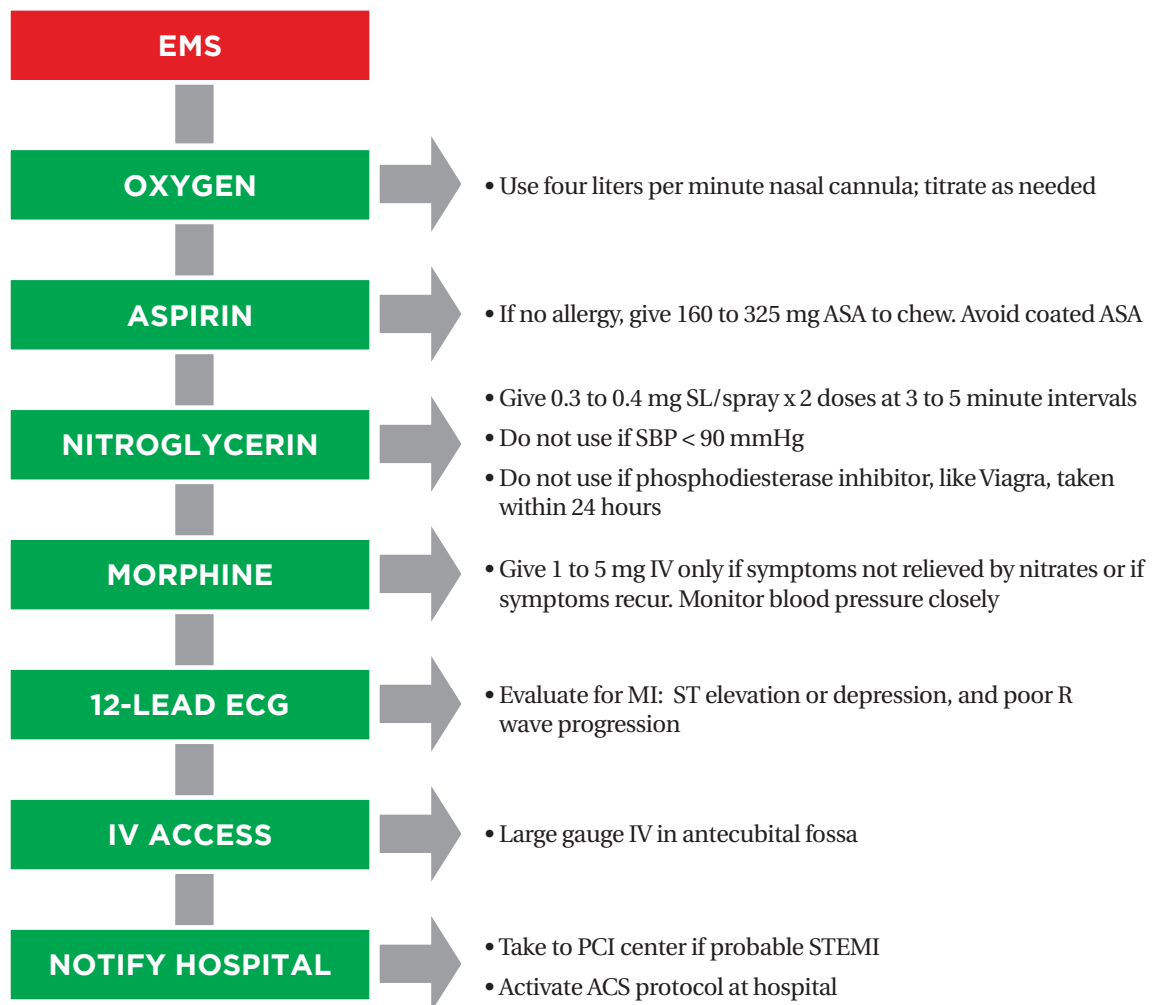 EMS
OXYGEN
• Use four liters per minute nasal cannula; titrate as needed
ASPIRIN
• If no allergy, give 160 to 325 mg ASA to chew. Avoid coated ASA
NITROGLYCERIN
• Give 0.3 to 0.4 mg SL/spray x 2 doses at 3 to 5 minute intervals
• Do not use if SBP < 90 mmHg
• Do not use if phosphodiesterase inhibitor, like Viagra, taken
within 24 hours
MORPHINE
• Give 1 to 5 mg IV only if symptoms not relieved by nitrates or if
symptoms recur. Monitor blood pressure closely
12-LEAD ECG
• Evaluate for MI: ST elevation or depression, and poor R
wave progression
IV ACCESS
• Large gauge IV in antecubital fossa
NOTIFY HOSPITAL
• Take to PCI center if probable STEMI
• Activate ACS protocol at hospital